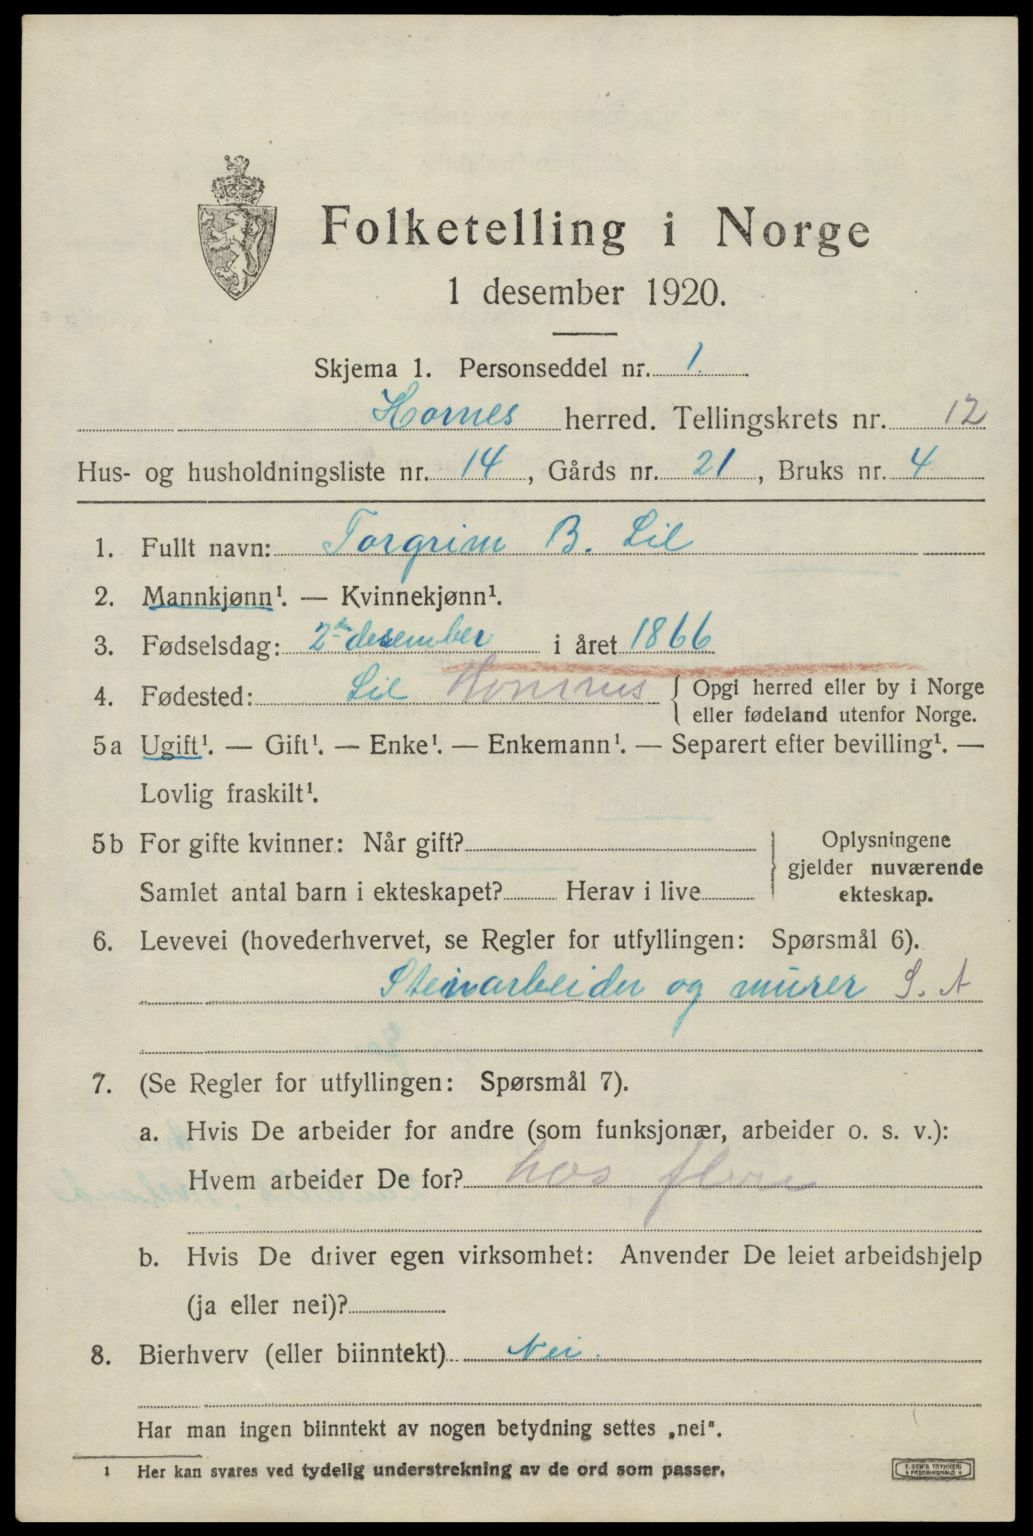 Folketelling i Norge
1 desember 1920.
Skjema 1. Personseddel nr. 1.
Hornes herred. Tellingskrets nr. 12
Hus- og husholdningsliste nr. 14, Gårds nr. 21, Bruks nr. 4
1. Fullt navn: Torgrim B. Lil
2. Mannkjønn¹. — Kvinnekjønn¹.
3. Fødselsdag: 2den desember i året 1866
4. Fødested: Lil Hornnes { Opgi herred eller by i Norge
eller fødeland utenfor Norge.
5a Ugift¹. — Gift¹. — Enke¹. — Enkemann¹. — Separert efter bevilling¹. —
Lovlig fraskilt¹.
5b For gifte kvinner: Når gift?
Samlet antal barn i ekteskapet? Herav i live
} Oplysningene
gjelder nuværende
ekteskap.
6. Levevei (hovederhvervet, se Regler for utfyllingen: Spørsmål 6).
Steinarbeider og murer S. A
7. (Se Regler for utfyllingen: Spørsmål 7).
a. Hvis De arbeider for andre (som funksjonær, arbeider o. s. v.):
Hvem arbeider De for? hos flere
b. Hvis De driver egen virksomhet: Anvender De leiet arbeidshjelp
(ja eller nei)?
8. Bierhverv (eller biinntekt) Nei.
Har man ingen biinntekt av nogen betydning settes „nei“.
¹ Her kan svares ved tydelig understrekning av de ord som passer.
E. SEM'S TRYKKERI
FREDRIKSHALD